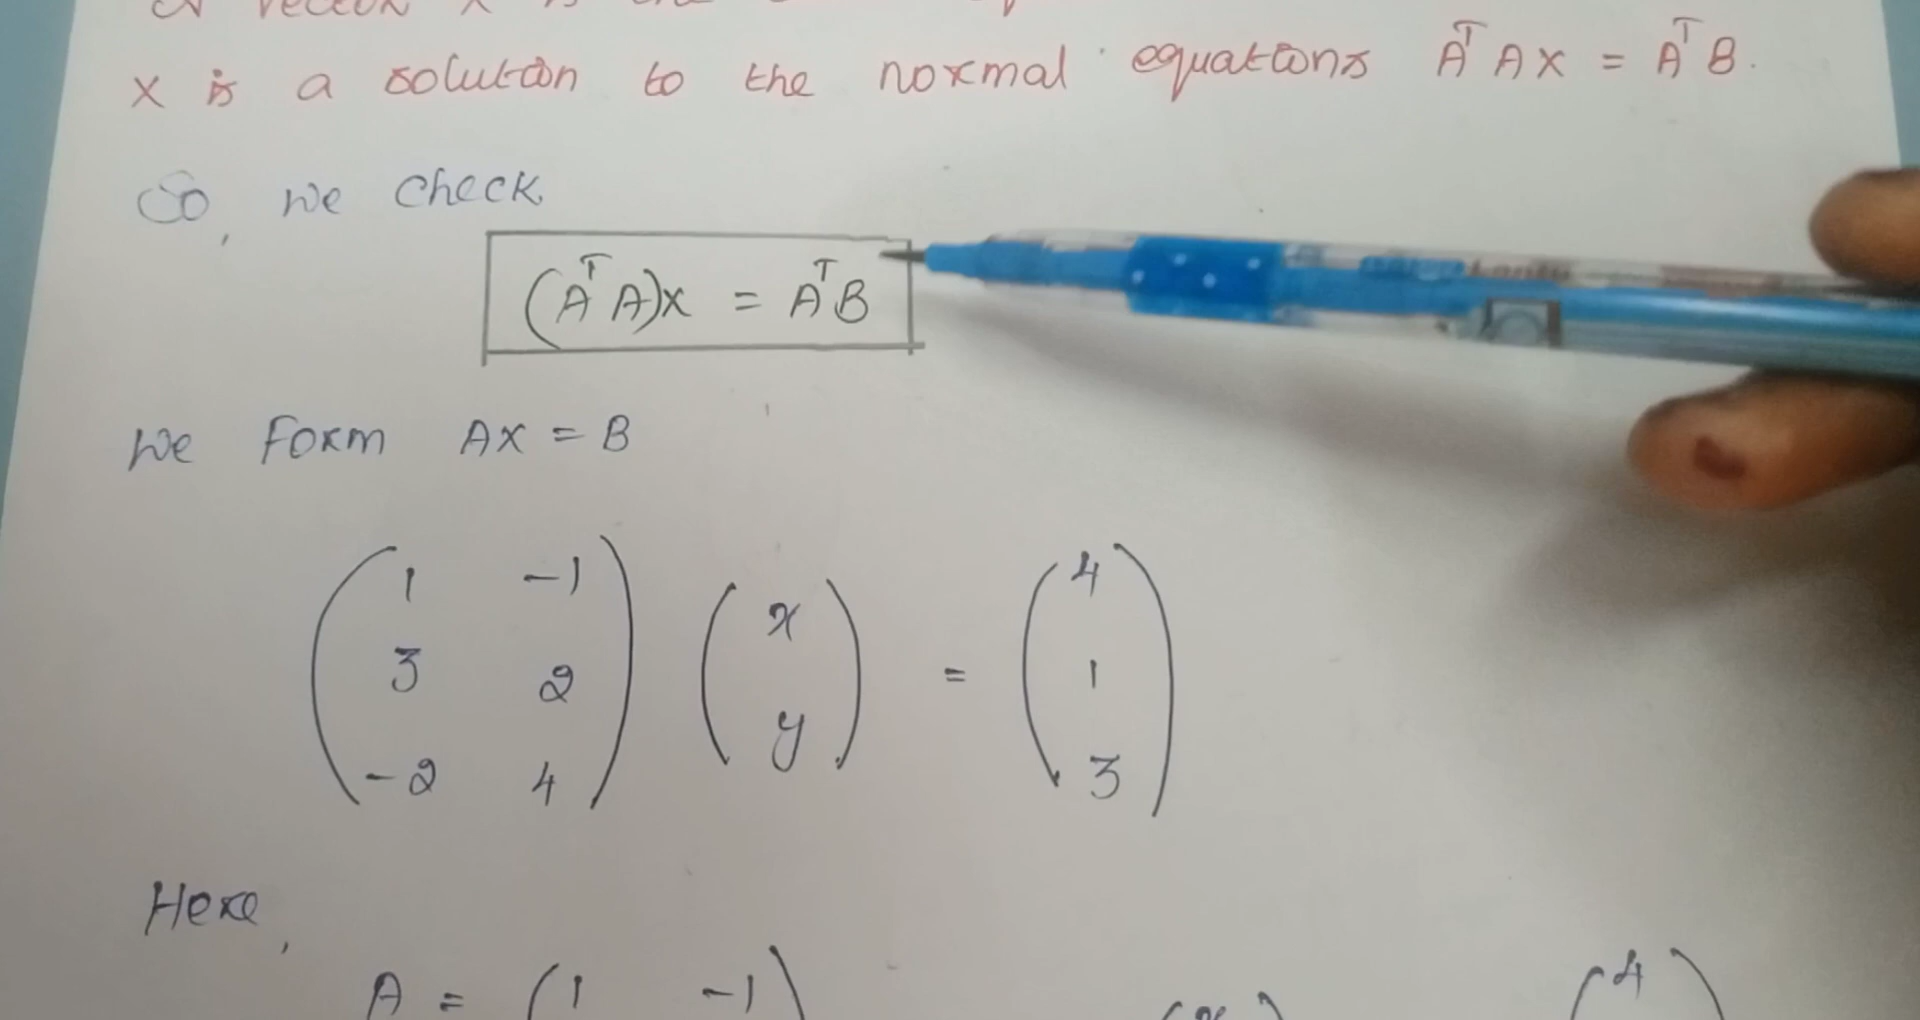 x is a solution to the normal equations AᵀAX = AᵀB.
So, we check
(AᵀA)x = AᵀB
We Form AX = B
( 1 -1 ) ( x ) = ( 4 )
( 3 2 ) ( y ) ( 1 )
( -2 4 ) ( 3 )
Here,
A = ( 1 -1 ) ( 4 )